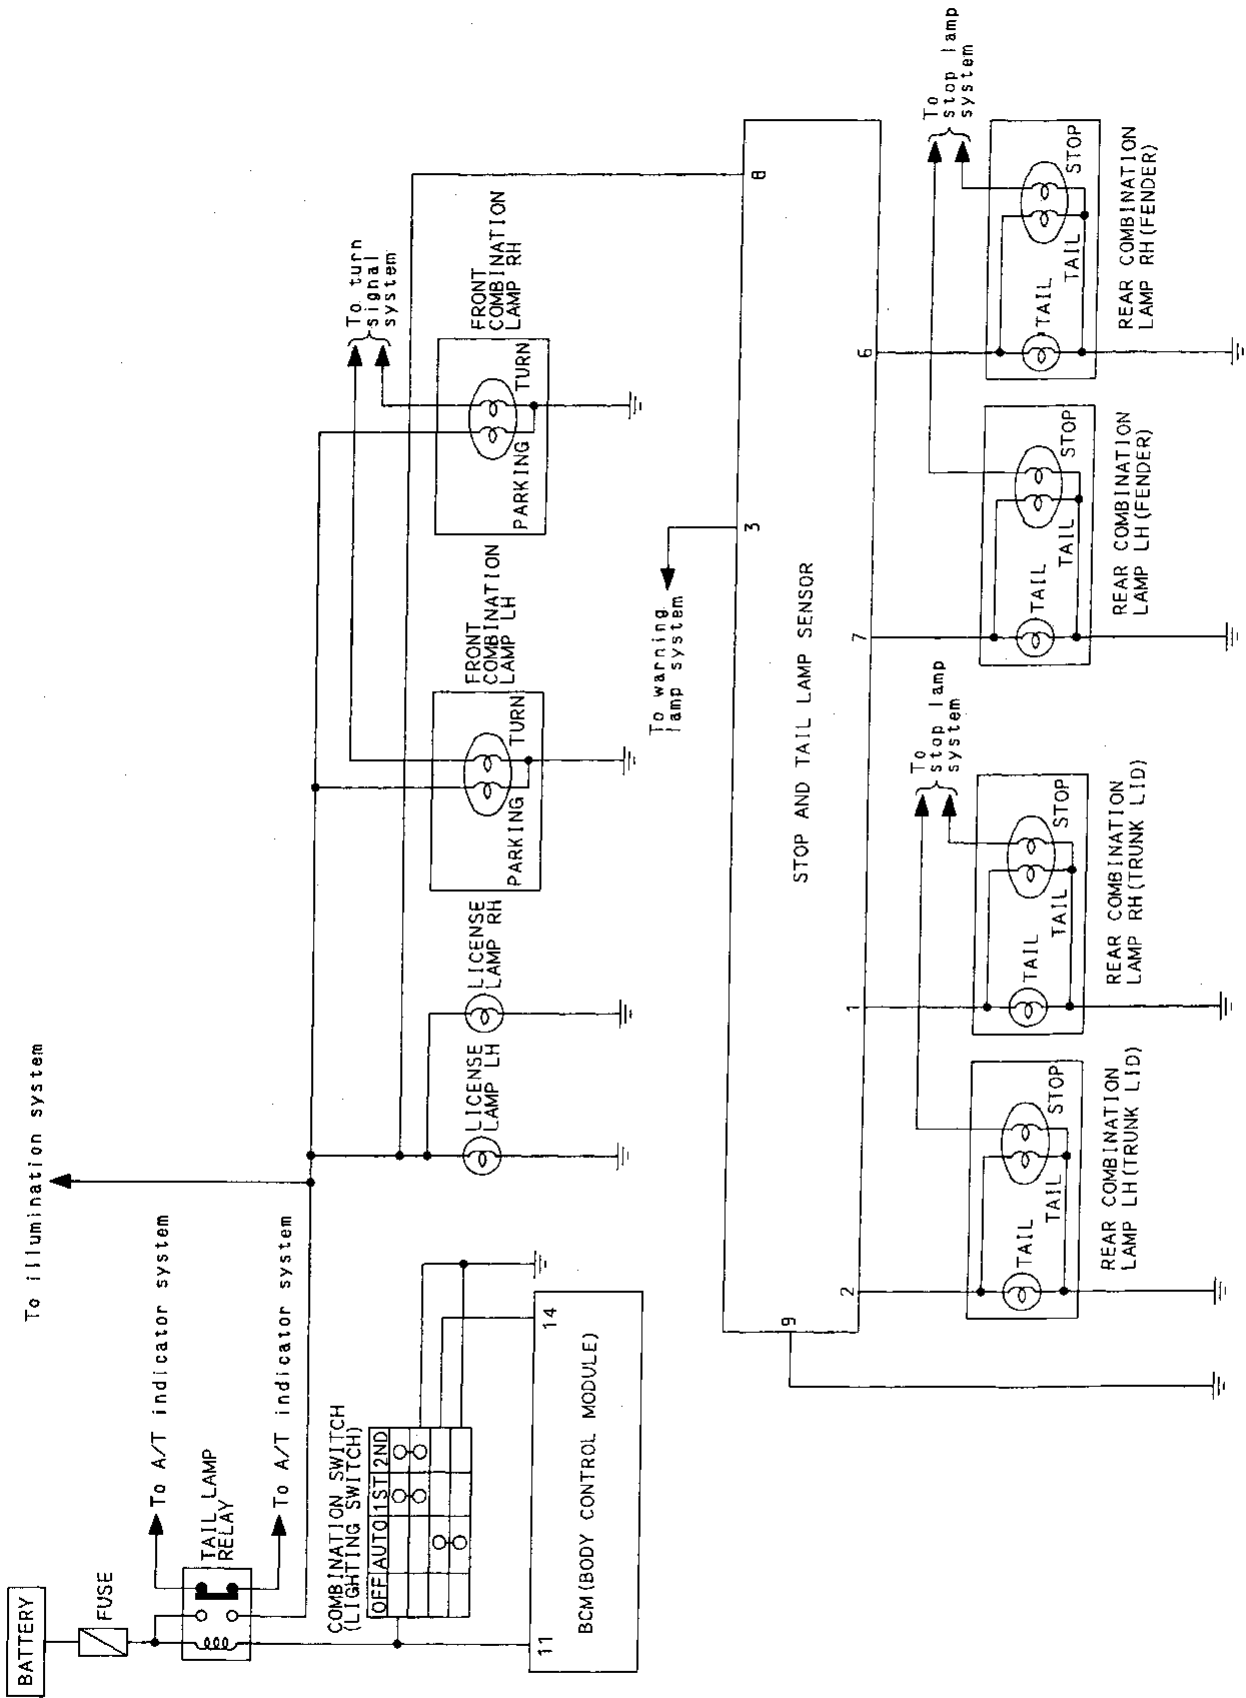 BATTERY
FUSE
TAIL LAMP
RELAY
To A/T indicator system
To A/T indicator system
To illumination system
COMBINATION SWITCH
(LIGHTING SWITCH)
OFF AUTO 1ST 2ND
11
14
BCM(BODY CONTROL MODULE)
LICENSE
LAMP LH
LICENSE
LAMP RH
FRONT
COMBINATION
LAMP LH
PARKING
TURN
FRONT
COMBINATION
LAMP RH
PARKING
TURN
To turn
signal
system
To warning
lamp system
STOP AND TAIL LAMP SENSOR
9
3
8
2
1
7
6
TAIL
TAIL
STOP
REAR COMBINATION
LAMP LH(TRUNK LID)
TAIL
TAIL
STOP
REAR COMBINATION
LAMP RH(TRUNK LID)
To
stop lamp
system
TAIL
TAIL
STOP
REAR COMBINATION
LAMP LH(FENDER)
TAIL
TAIL
STOP
REAR COMBINATION
LAMP RH(FENDER)
To
stop lamp
system